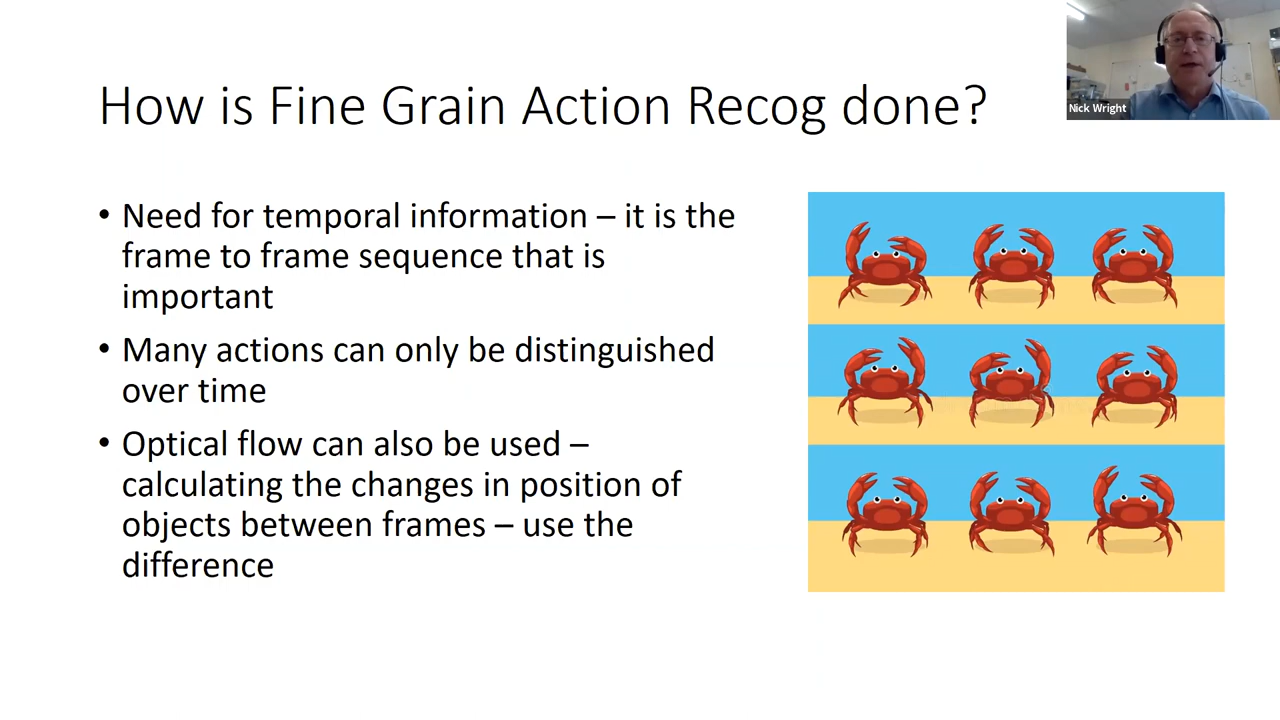 How is Fine Grain Action Recog done?
Nick Wright
• Need for temporal information – it is the
frame to frame sequence that is
important
• Many actions can only be distinguished
over time
• Optical flow can also be used –
calculating the changes in position of
objects between frames – use the
difference